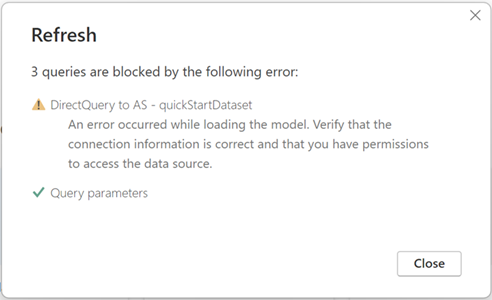 Refresh
3 queries are blocked by the following error:
DirectQuery to AS - quickStartDataset
An error occurred while loading the model. Verify that the
connection information is correct and that you have permissions
to access the data source.
Query parameters
Close